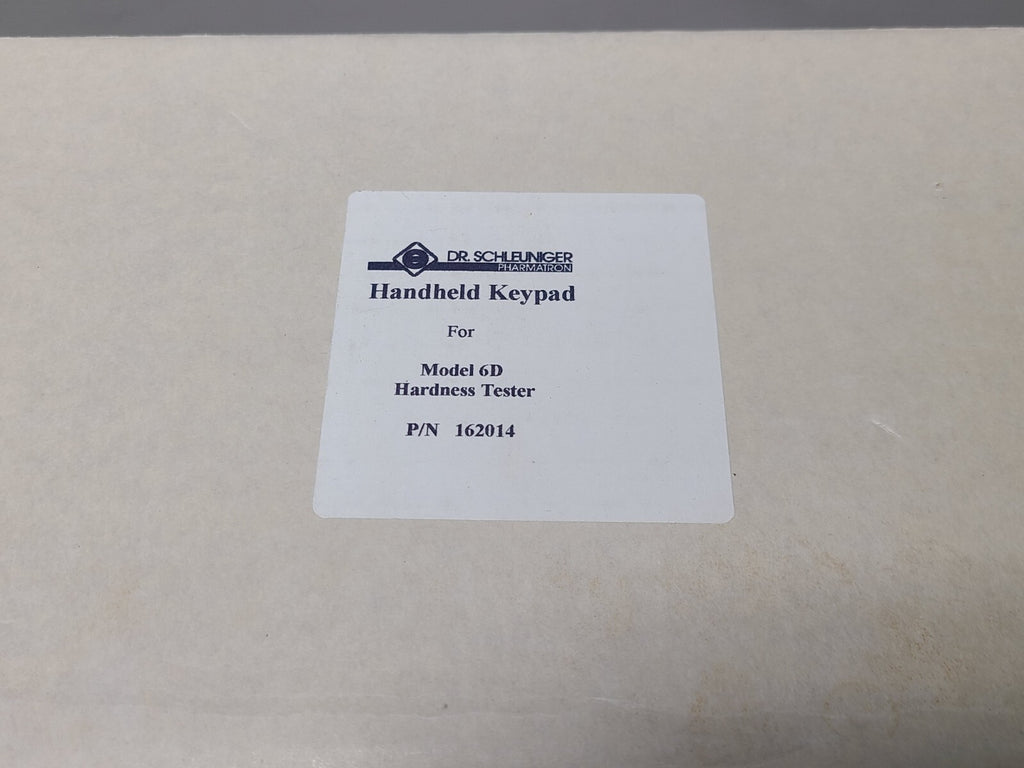 DR. SCHLEUNIGER
PHARMATRON
Handheld Keypad
For
Model 6D
Hardness Tester
P/N 162014